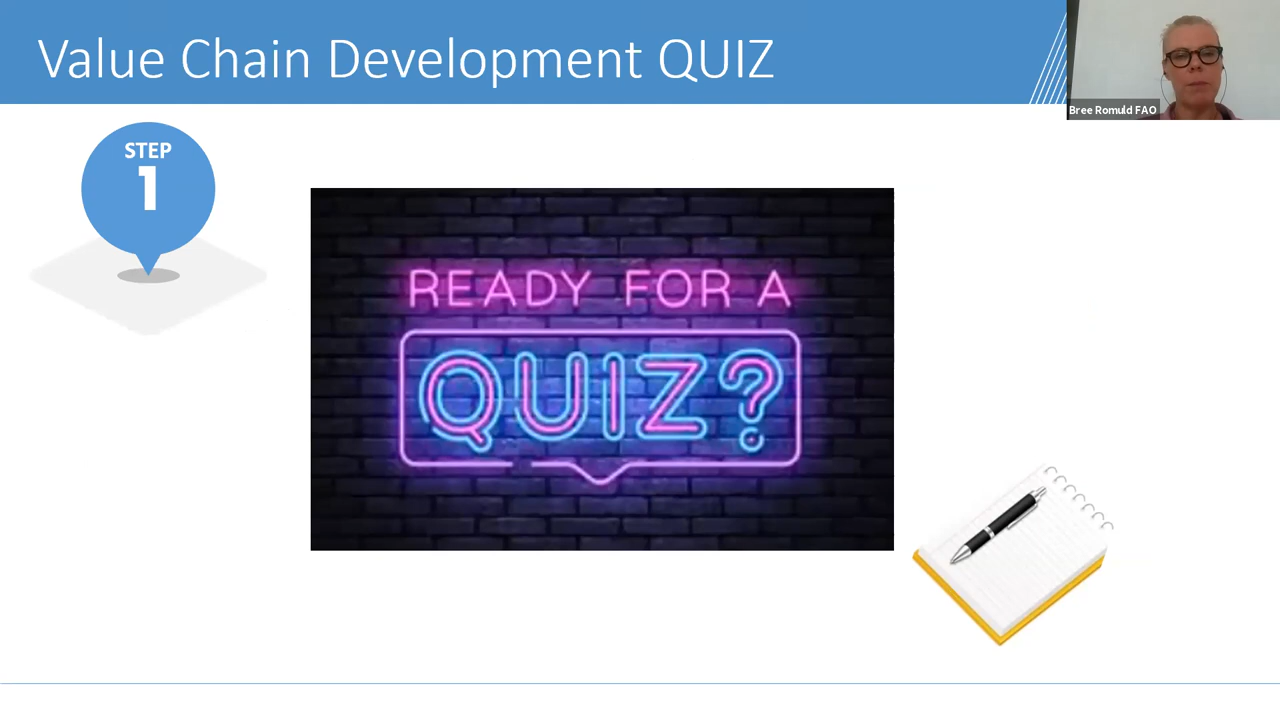 Value Chain Development QUIZ
Bree Romuld FAO
STEP
1
READY FOR A
QUIZ?